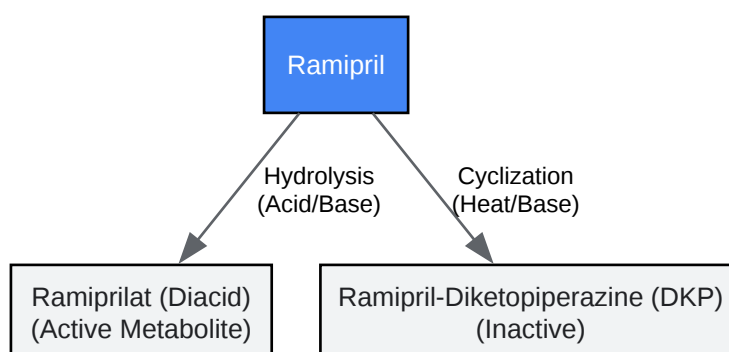 Ramipril
Hydrolysis
(Acid/Base)
Cyclization
(Heat/Base)
Ramiprilat (Diacid)
(Active Metabolite)
Ramipril-Diketopiperazine (DKP)
(Inactive)